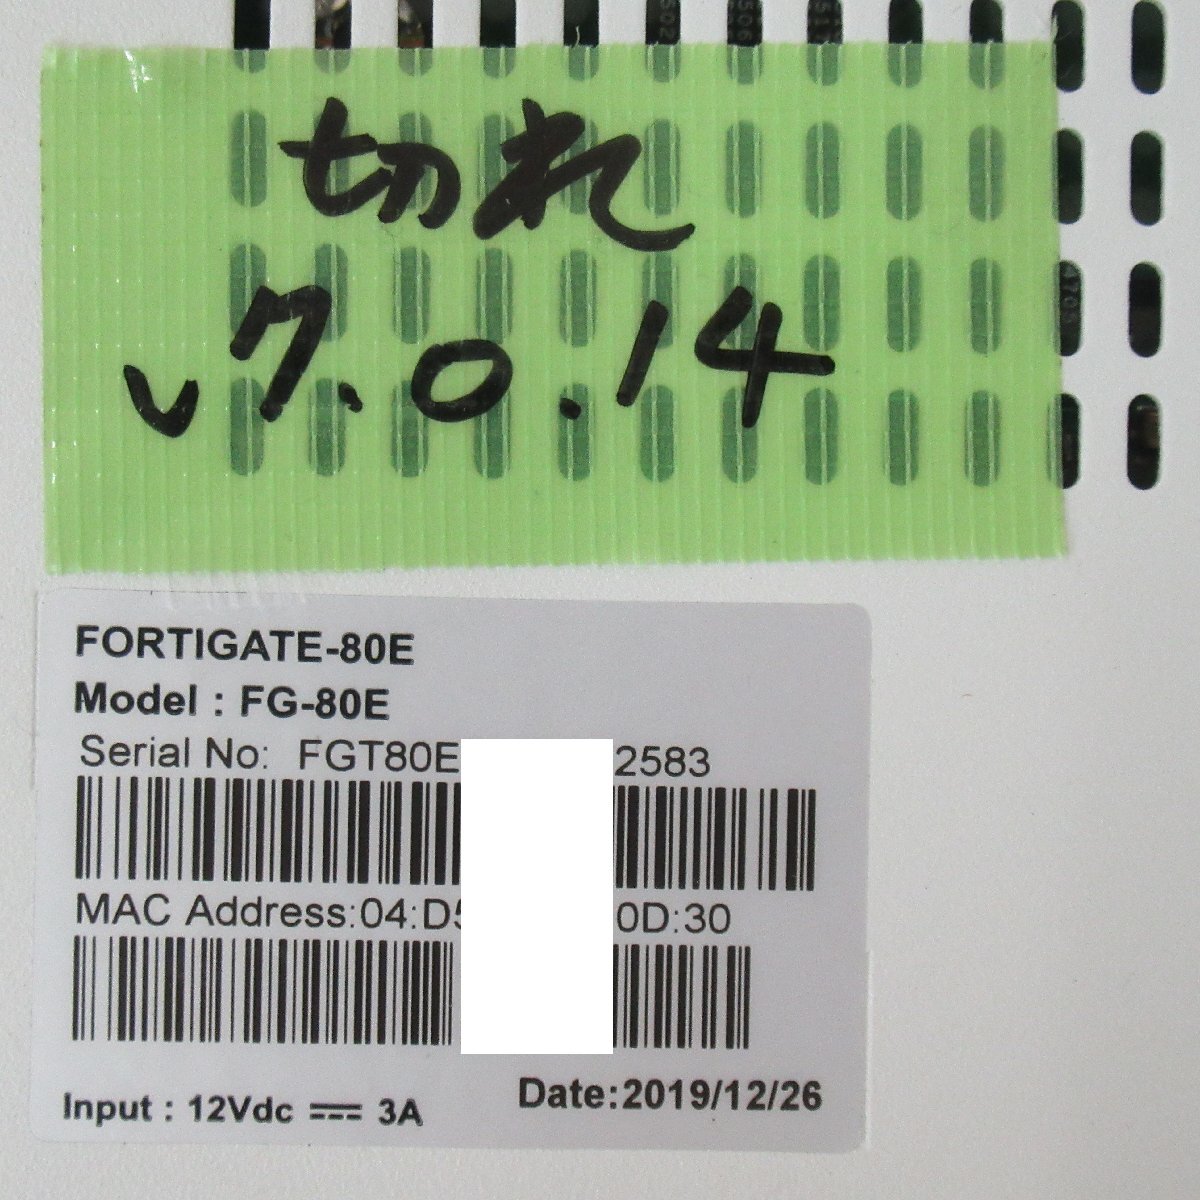 切れ
v7.0.14
FORTIGATE-80E
Model : FG-80E
Serial No: FGT80E 2583
MAC Address:04:D5 0D:30
Input : 12Vdc ⎓ 3A
Date:2019/12/26